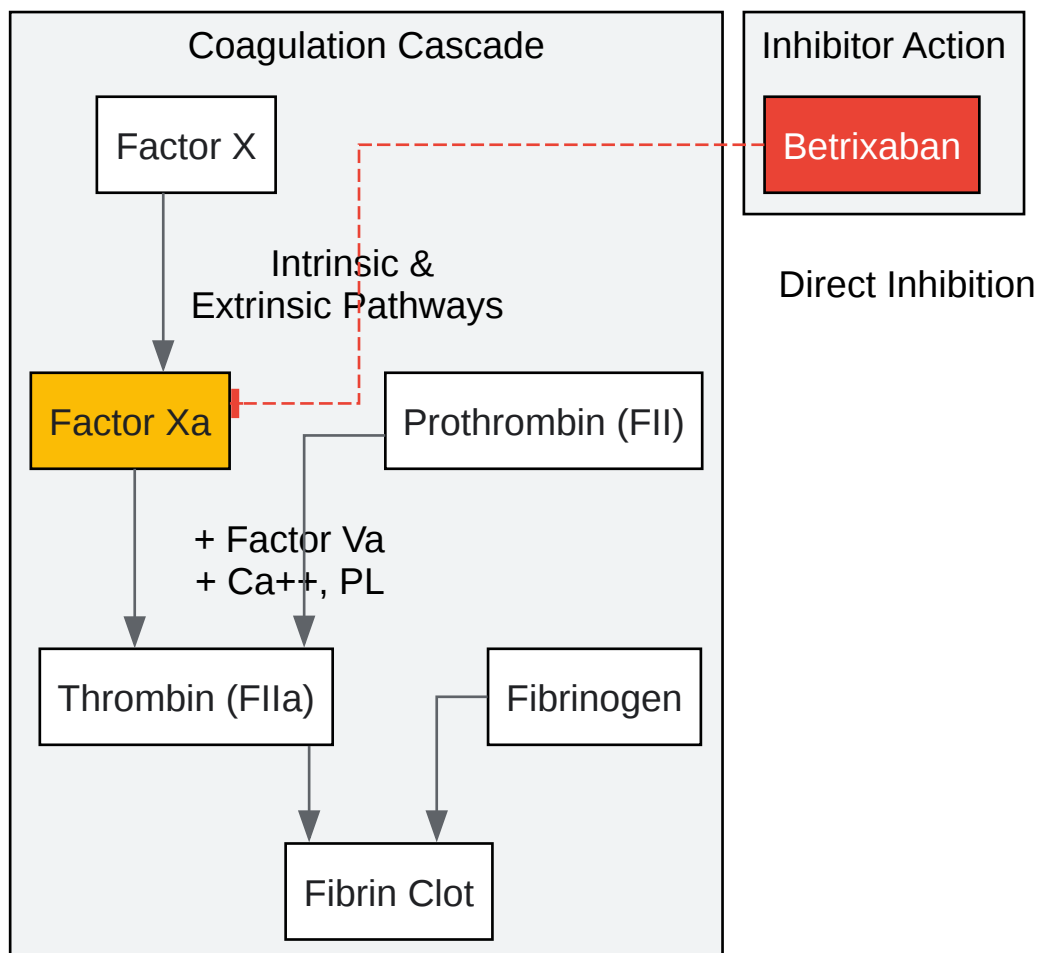 Coagulation Cascade
Inhibitor Action
Factor X
Betrixaban
Intrinsic &
Extrinsic Pathways
Direct Inhibition
Factor Xa
Prothrombin (FII)
+ Factor Va
+ Ca++, PL
Thrombin (FIIa)
Fibrinogen
Fibrin Clot